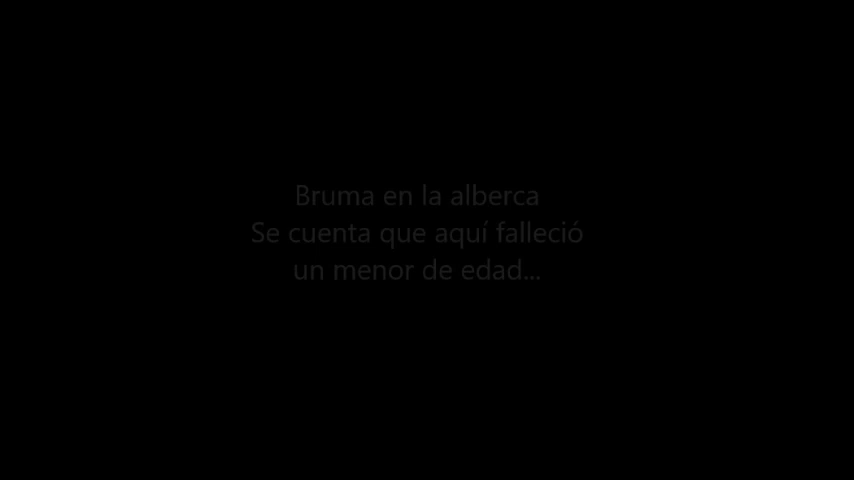 Bruma en la alberca
Se cuenta que aquí falleció
un menor de edad...